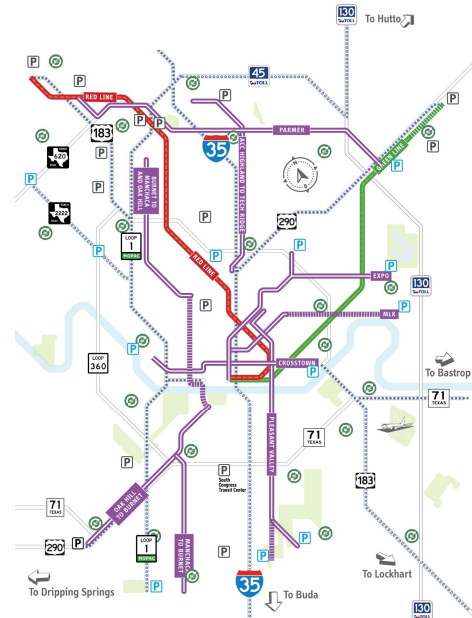 130
TOLL
To Hutto
P
P
45
TOLL
P
P
RED LINE
P
183
P
P
35
PARMER
P
620
ACC HIGHLAND TO TECH RIDGE
GREEN LINE
P
N
S
P
BURNET TO
MANCHACA
AND OAK HILL
P
2222
P
290
LOOP
1
MOPAC
P
RED LINE
P
P
P
EXPO
130
TOLL
P
P
MLK
P
P
LOOP
360
CROSSTOWN
P
To Bastrop
71
TEXAS
PLEASANT VALLEY
71
TEXAS
P
P
South
Congress
Transit Center
183
OAK HILL
TO BURNET
71
TEXAS
290
P
LOOP
1
MOPAC
MANCHACA
TO BURNET
P
P
To Dripping Springs
P
35
To Buda
To Lockhart
130
TOLL